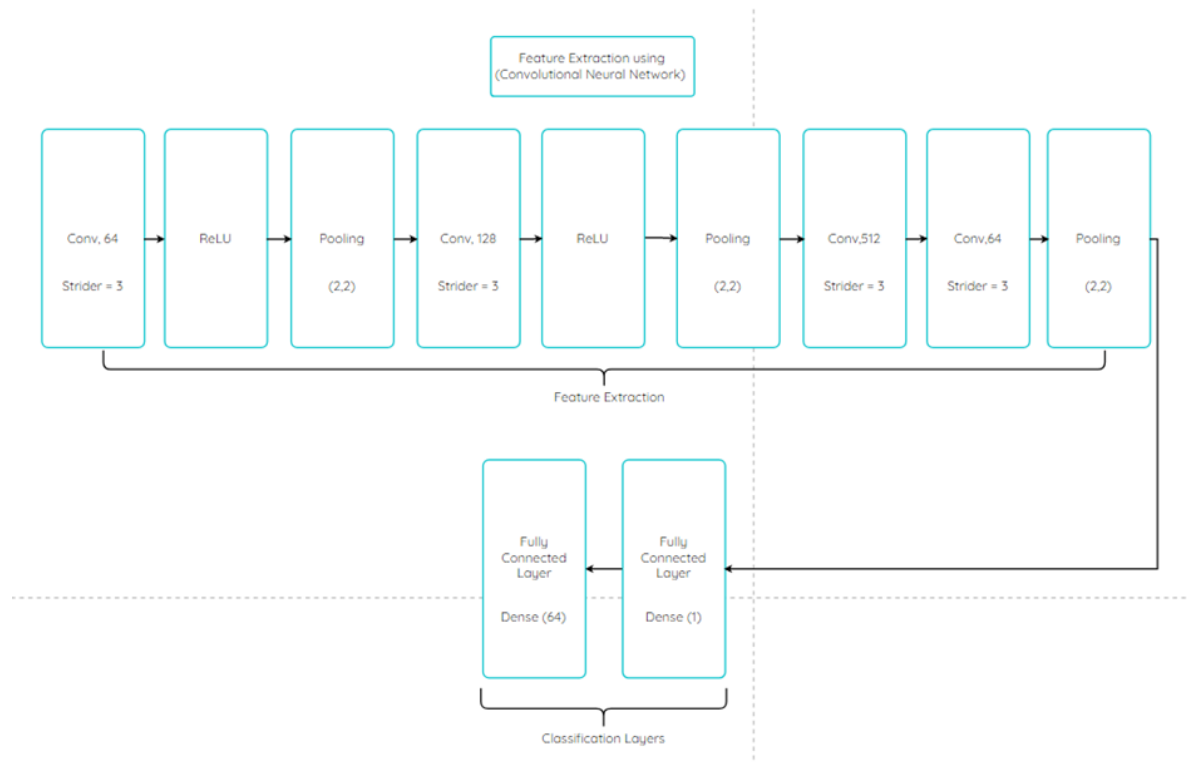 Feature Extraction using
(Convolutional Neural Network)
Conv, 64
Strider = 3
ReLU
Pooling
(2,2)
Conv, 128
Strider = 3
ReLU
Pooling
(2,2)
Conv,512
Strider = 3
Conv,64
Strider = 3
Pooling
(2,2)
Feature Extraction
Fully
Connected
Layer
Dense (64)
Fully
Connected
Layer
Dense (1)
Classification Layers